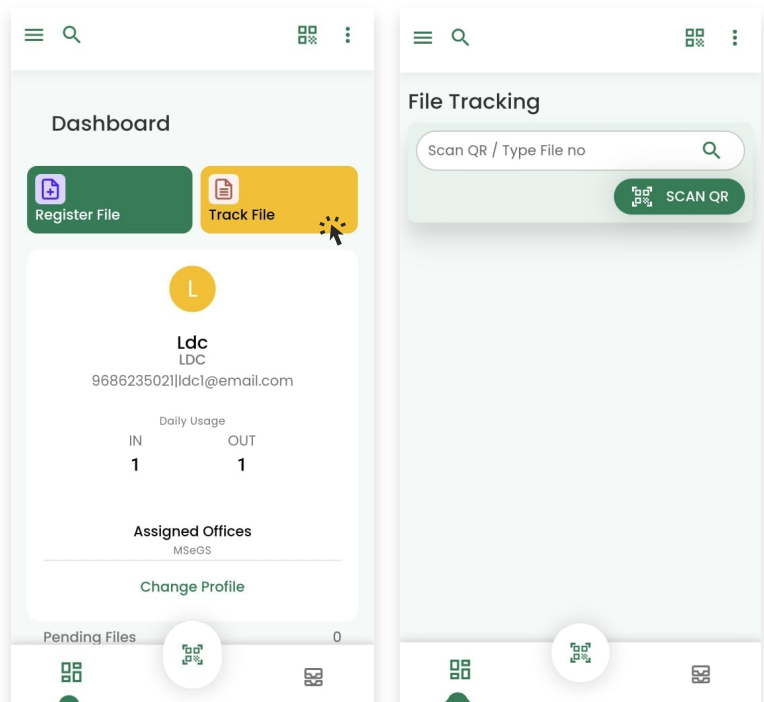 Dashboard
Register File
Track File
L
Ldc
LDC
9686235021|ldc1@email.com
Daily Usage
IN OUT
1 1
Assigned Offices
MSeGS
Change Profile
Pending Files 0
File Tracking
Scan QR / Type File no
SCAN QR